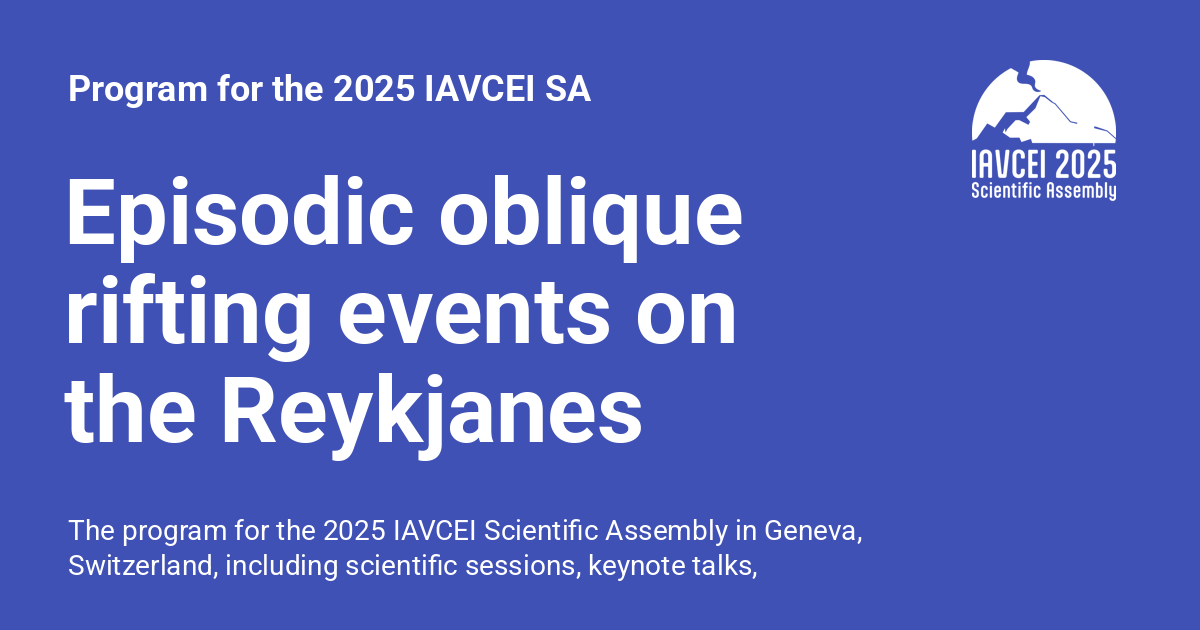 Program for the 2025 IAVCEI SA
IAVCEI 2025
Scientific Assembly
Episodic oblique
rifting events on
the Reykjanes
The program for the 2025 IAVCEI Scientific Assembly in Geneva,
Switzerland, including scientific sessions, keynote talks,